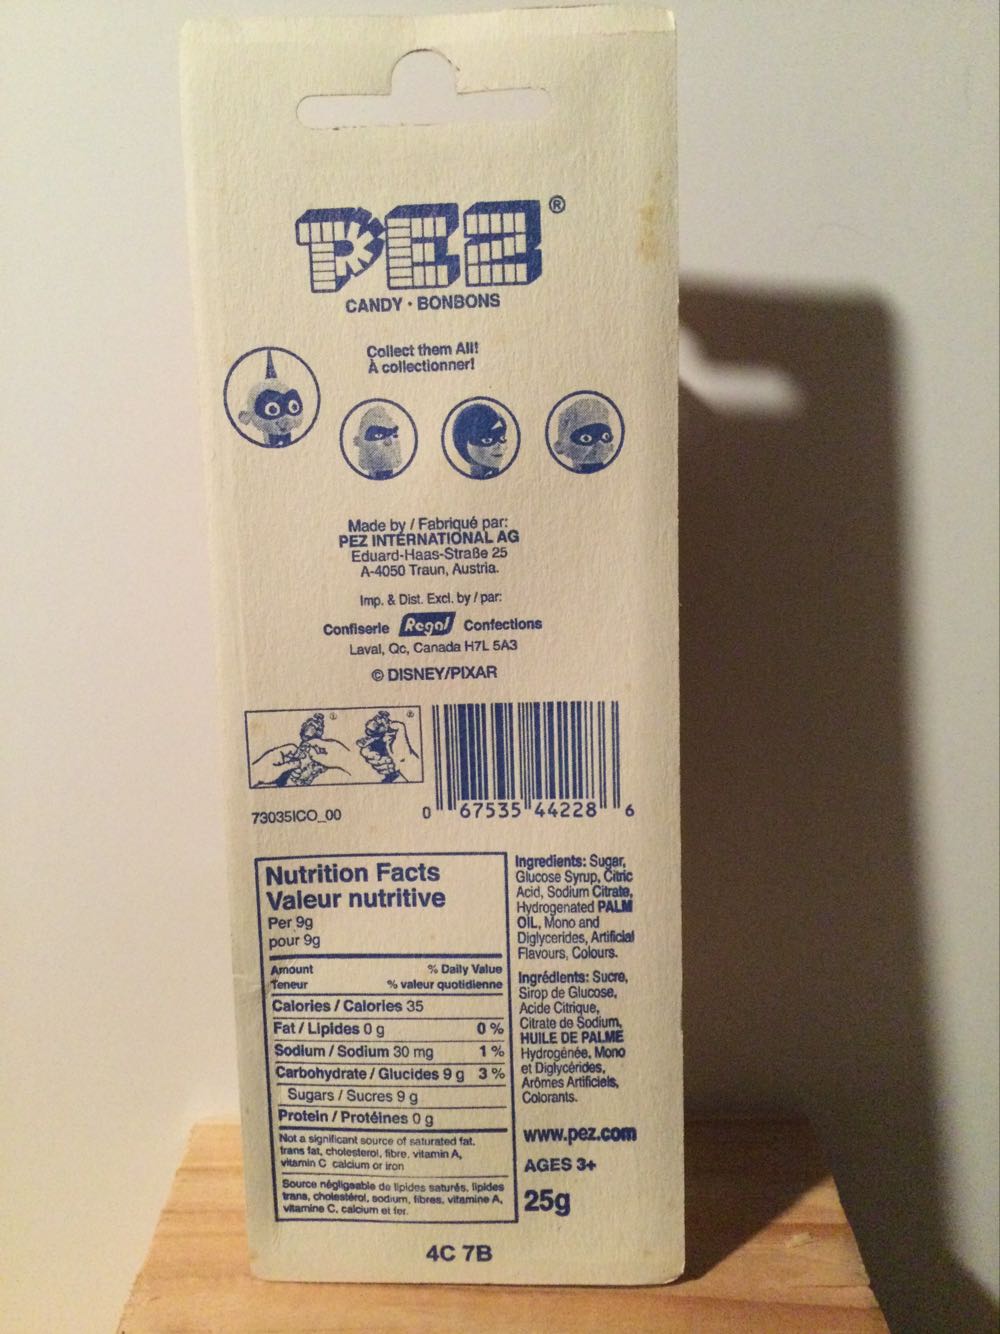 PEZ®
CANDY • BONBONS
Collect them All!
À collectionner!
Made by / Fabriqué par:
PEZ INTERNATIONAL AG
Eduard-Haas-Straße 25
A-4050 Traun, Austria.
Imp. & Dist. Excl. by / par:
Confiserie Regal Confections
Laval, Qc, Canada H7L 5A3
© DISNEY/PIXAR
① ②
73035ICO_00
0 67535 44228 6
Nutrition Facts
Valeur nutritive
Per 9g
pour 9g
Amount % Daily Value
Teneur % valeur quotidienne
Calories / Calories 35
Fat / Lipides 0 g 0 %
Sodium / Sodium 30 mg 1 %
Carbohydrate / Glucides 9 g 3 %
Sugars / Sucres 9 g
Protein / Protéines 0 g
Not a significant source of saturated fat,
trans fat, cholesterol, fibre, vitamin A,
vitamin C calcium or iron
Source négligeable de lipides saturés, lipides
trans, cholestérol, sodium, fibres, vitamine A,
vitamine C, calcium et fer.
Ingredients: Sugar,
Glucose Syrup, Citric
Acid, Sodium Citrate,
Hydrogenated PALM
OIL, Mono and
Diglycerides, Artificial
Flavours, Colours.
Ingrédients: Sucre,
Sirop de Glucose,
Acide Citrique,
Citrate de Sodium,
HUILE DE PALME
Hydrogénée, Mono
et Diglycérides,
Arômes Artificiels,
Colorants.
www.pez.com
AGES 3+
25g
4C 7B